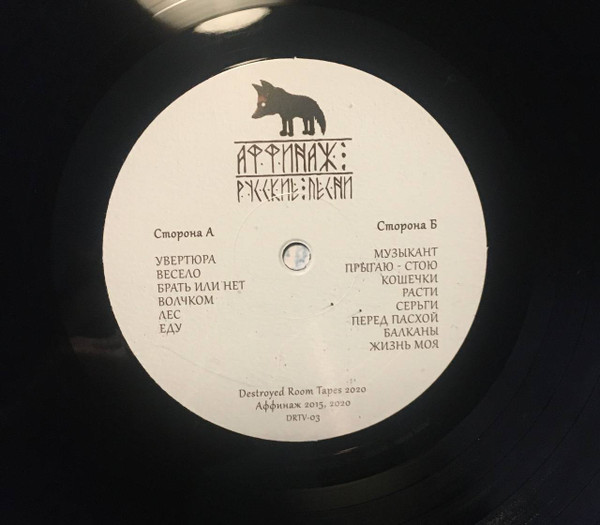 АФФИНАЖ:
РУССКИЕ:ПЕСНИ
Сторона А
УВЕРТЮРА
ВЕСЕЛО
БРАТЬ ИЛИ НЕТ
ВОЛЧКОМ
ЛЕС
ЕДУ
Сторона Б
МУЗЫКАНТ
ПРЫГАЮ - СТОЮ
КОШЕЧКИ
РАСТИ
СЕРЬГИ
ПЕРЕД ПАСХОЙ
БАЛКАНЫ
ЖИЗНЬ МОЯ
Destroyed Room Tapes 2020
Аффинаж 2015, 2020
DRTV-03